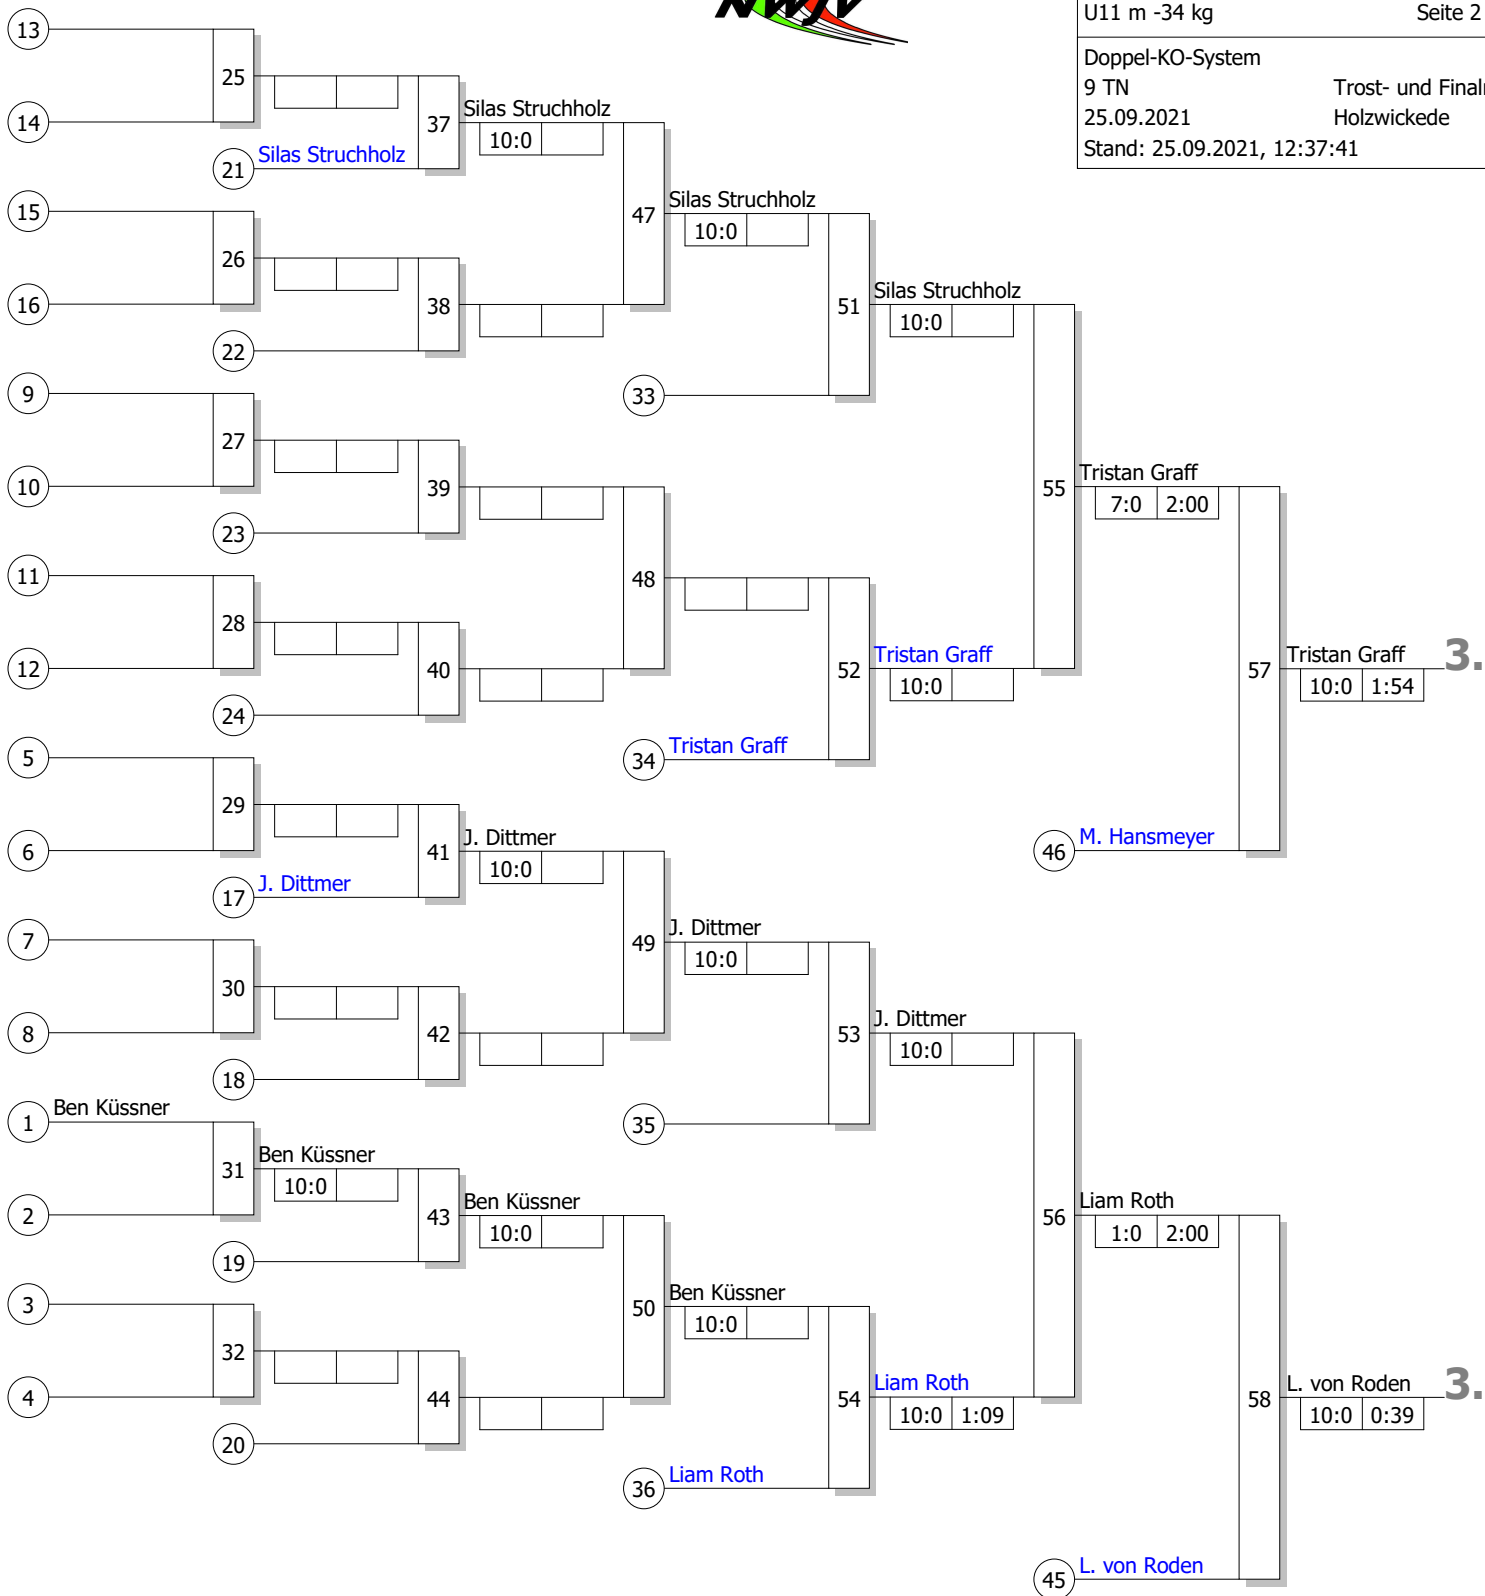 NWJV
U11 m -34 kg Seite 2
Doppel-KO-System
9 TN Trost- und Final
25.09.2021 Holzwickede
Stand: 25.09.2021, 12:37:41
13
25
14
37
Silas Struchholz
10:0
21
Silas Struchholz
15
26
16
38
22
47
Silas Struchholz
10:0
9
27
10
39
23
33
51
Silas Struchholz
10:0
11
28
12
40
24
48
34
Tristan Graff
52
Tristan Graff
10:0
55
Tristan Graff
7:0 2:00
57
Tristan Graff
10:0 1:54
3.
46
M. Hansmeyer
5
29
6
41
J. Dittmer
10:0
17
J. Dittmer
7
30
8
42
18
49
J. Dittmer
10:0
35
53
J. Dittmer
10:0
1
Ben Küssner
31
Ben Küssner
10:0
2
43
Ben Küssner
10:0
19
3
32
4
44
20
50
Ben Küssner
10:0
36
Liam Roth
54
Liam Roth
10:0 1:09
56
Liam Roth
1:0 2:00
58
L. von Roden
10:0 0:39
3.
45
L. von Roden